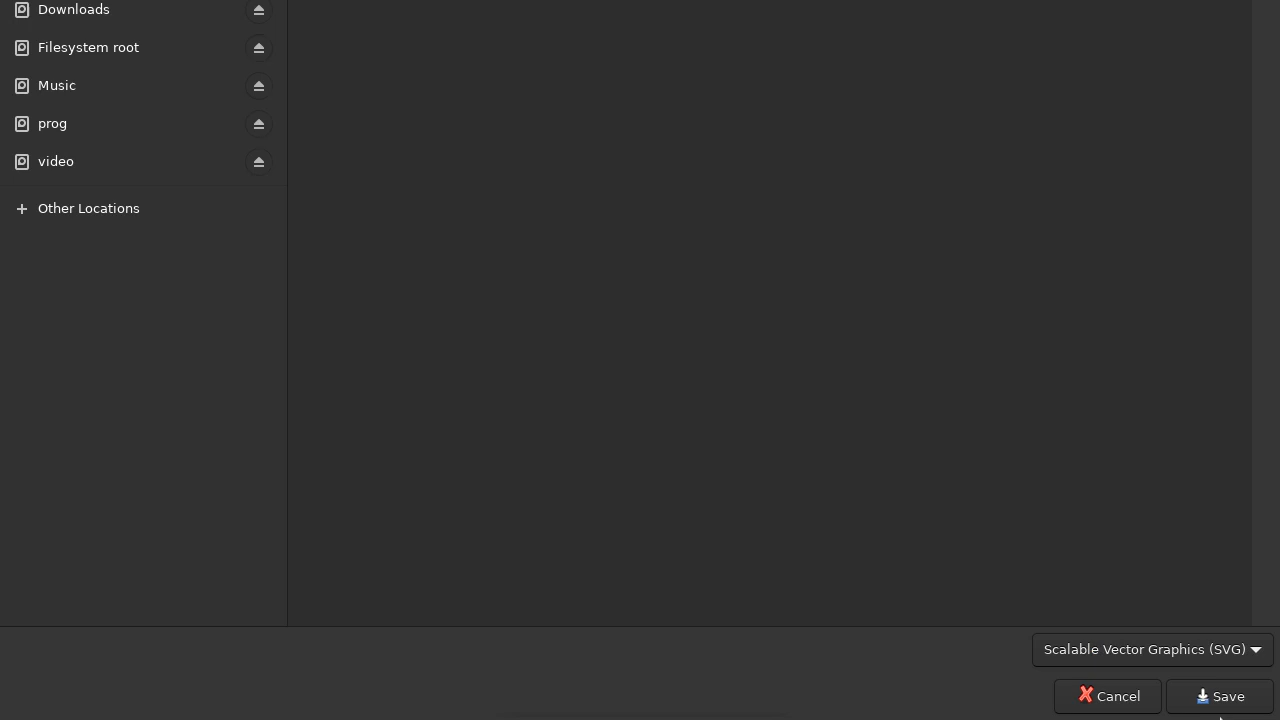 Downloads
Filesystem root
Music
prog
video
Other Locations
Scalable Vector Graphics (SVG)
Cancel
Save